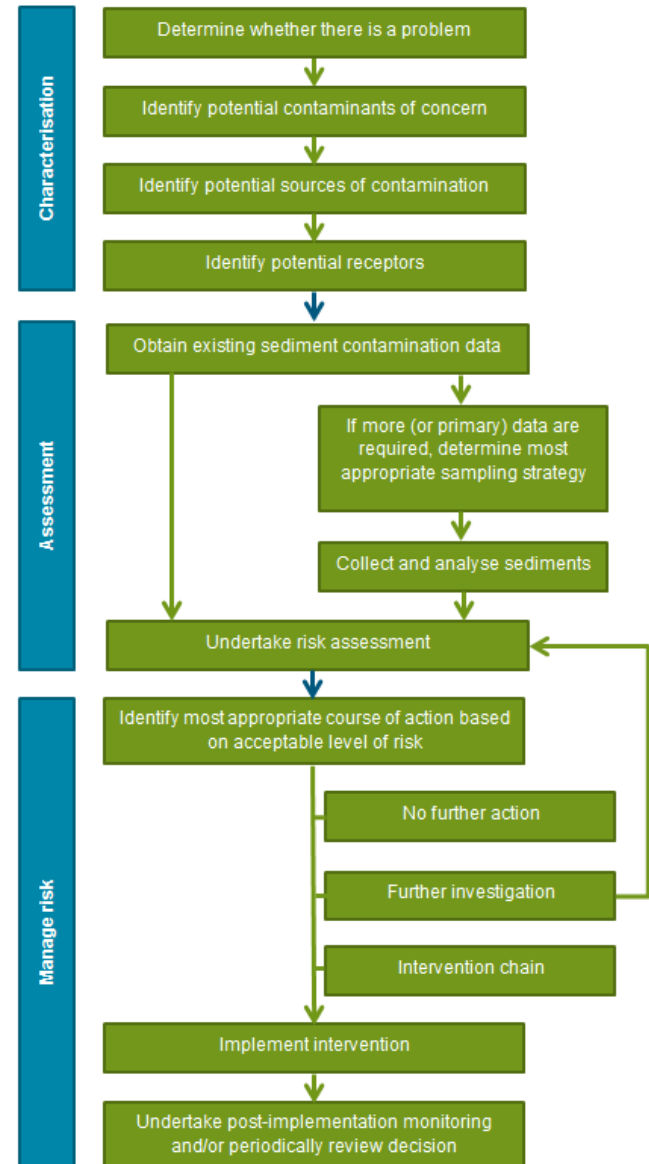 Characterisation
Determine whether there is a problem
Identify potential contaminants of concern
Identify potential sources of contamination
Identify potential receptors
Assessment
Obtain existing sediment contamination data
If more (or primary) data are
required, determine most
appropriate sampling strategy
Collect and analyse sediments
Undertake risk assessment
Manage risk
Identify most appropriate course of action based
on acceptable level of risk
No further action
Further investigation
Intervention chain
Implement intervention
Undertake post-implementation monitoring
and/or periodically review decision